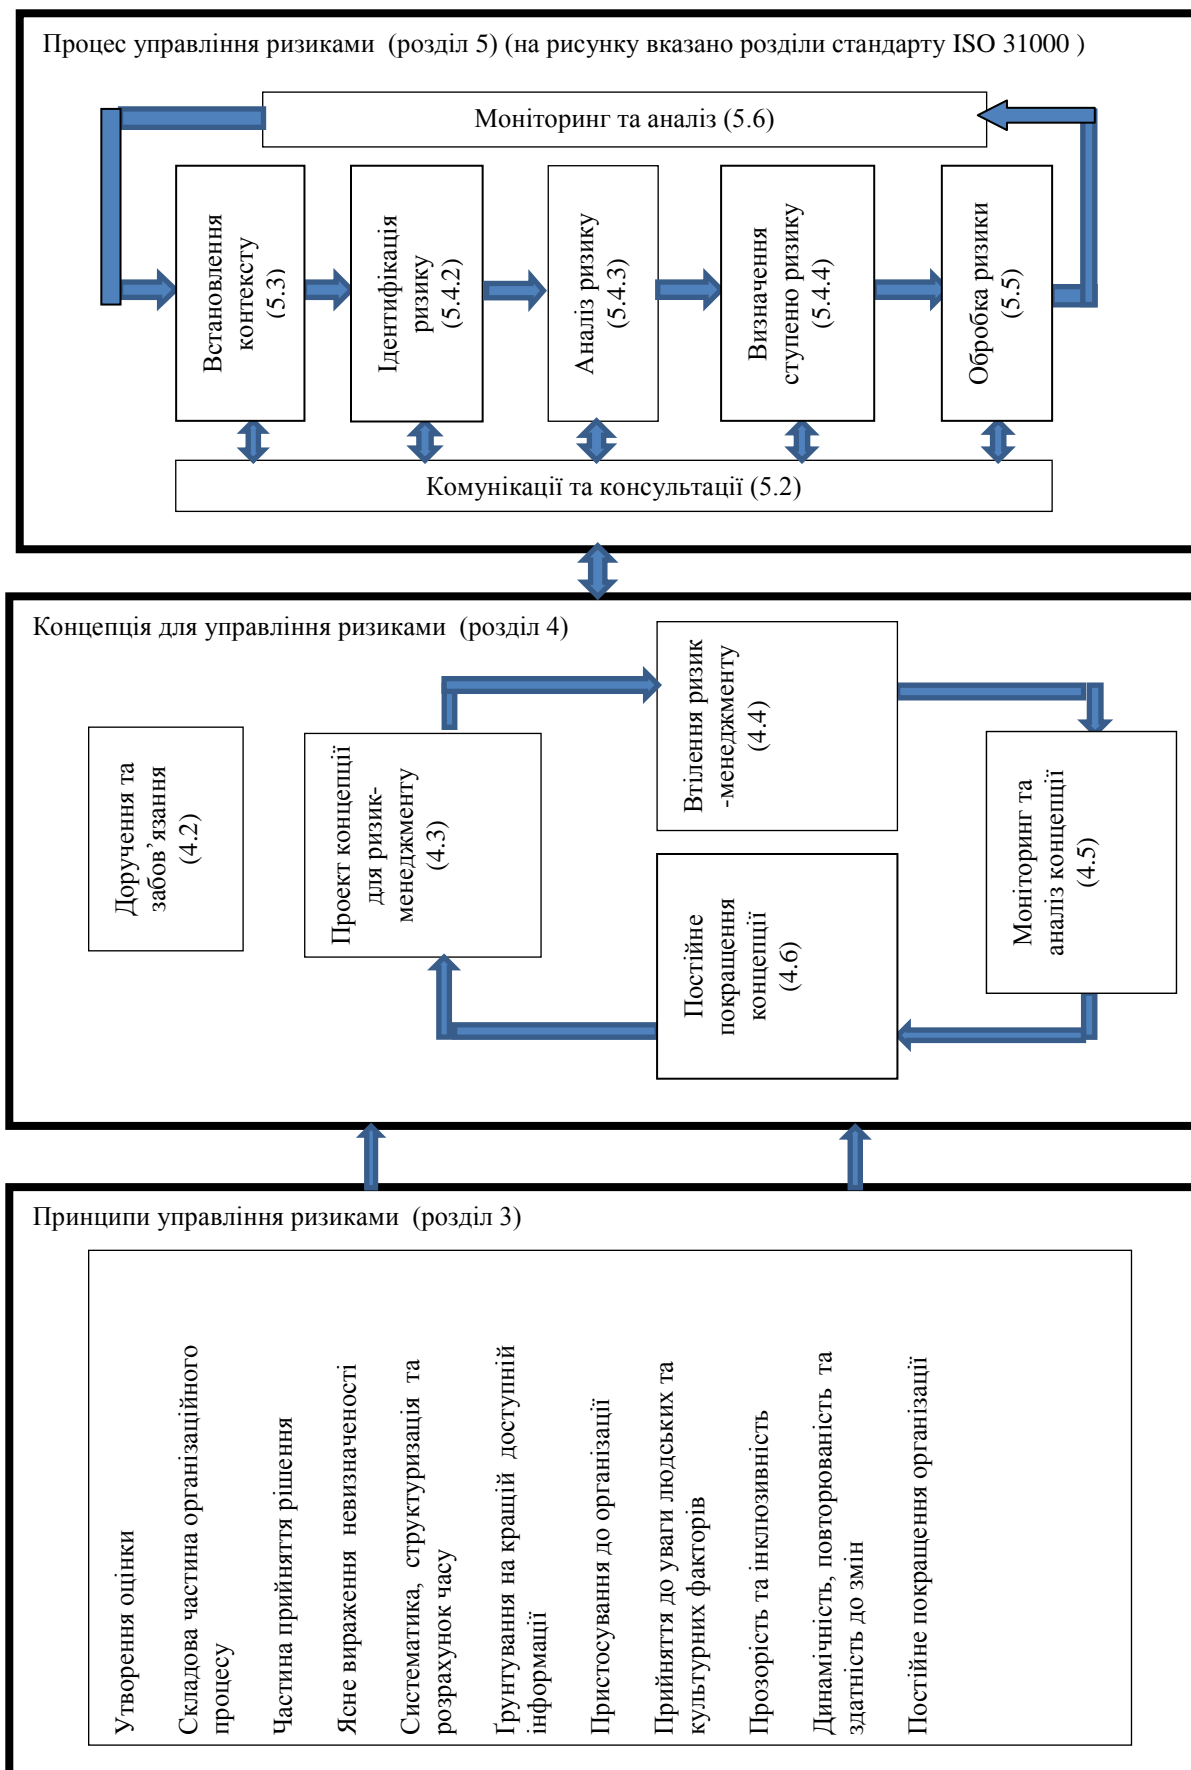 Процес управління ризиками (розділ 5) (на рисунку вказано розділи стандарту ISO 31000 )
Моніторинг та аналіз (5.6)
Встановлення
контексту
(5.3)
Ідентифікація
ризику
(5.4.2)
Аналіз ризику
(5.4.3)
Визначення
ступеню ризику
(5.4.4)
Обробка ризики
(5.5)
Комунікації та консультації (5.2)
Концепція для управління ризиками (розділ 4)
Доручення та
забов’язання
(4.2)
Проект концепції
для ризик-
менеджменту
(4.3)
Втілення ризик
-менеджменту
(4.4)
Моніторинг та
аналіз концепції
(4.5)
Постійне
покращення
концепції
(4.6)
Принципи управління ризиками (розділ 3)
Утворення оцінки
Складова частина організаційного
процесу
Частина прийняття рішення
Ясне вираження невизначеності
Систематика, структуризація та
розрахунок часу
Ґрунтування на кращій доступній
інформації
Пристосування до організації
Прийняття до уваги людських та
культурних факторів
Прозорість та інклюзивність
Динамічність, повторюваність та
здатність до змін
Постійне покращення організації